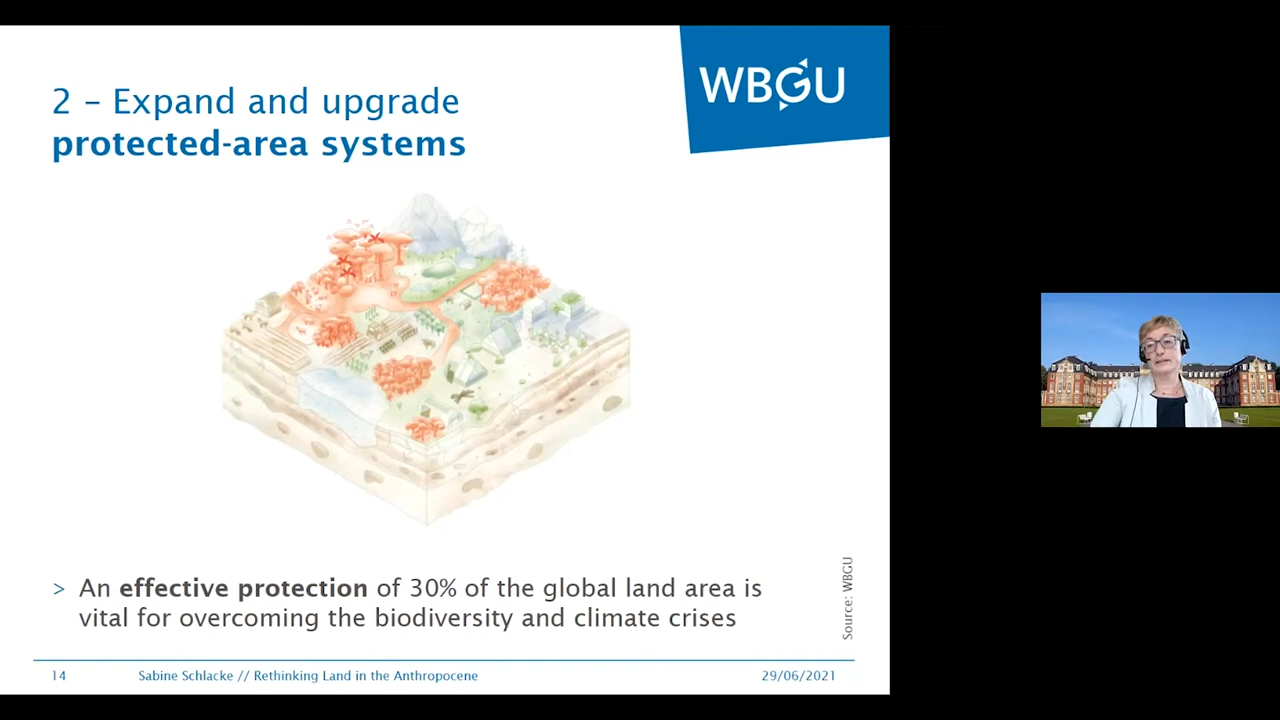 WBGU
2 – Expand and upgrade
protected-area systems
> An effective protection of 30% of the global land area is
vital for overcoming the biodiversity and climate crises
Source: WBGU
14 Sabine Schlacke // Rethinking Land in the Anthropocene 29/06/2021